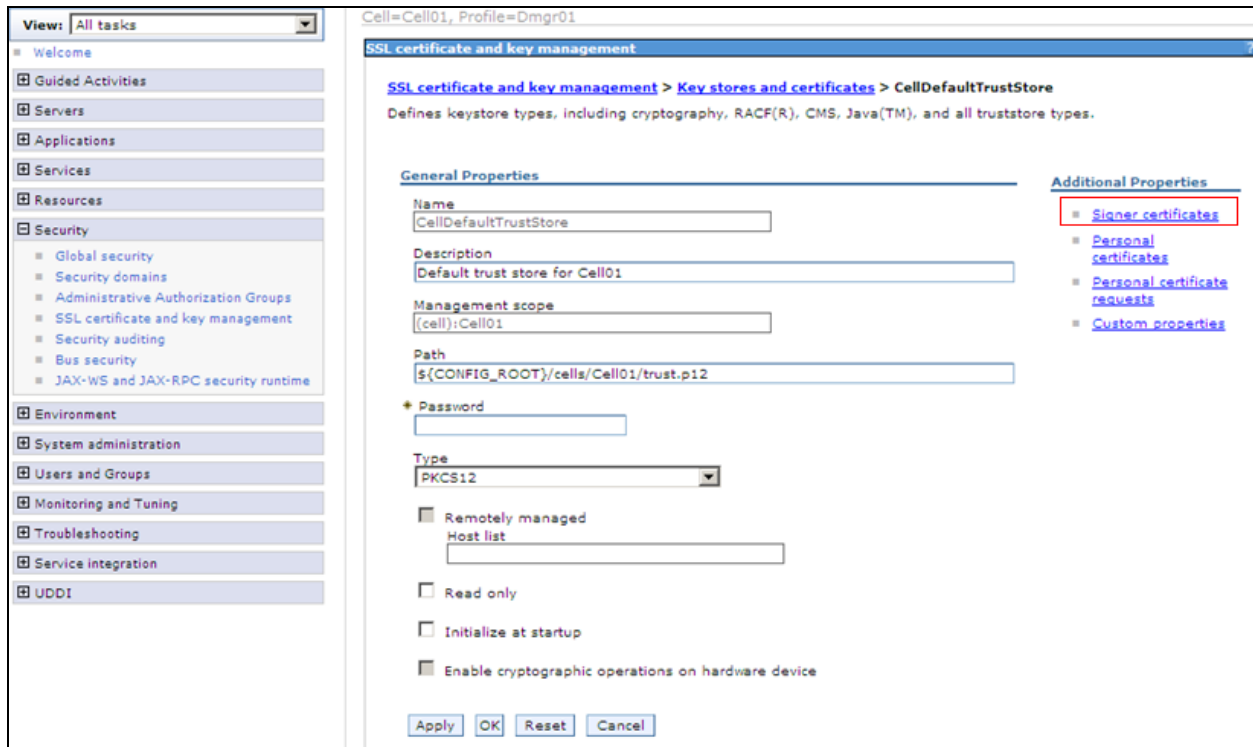 View: All tasks
Welcome
Guided Activities
Servers
Applications
Services
Resources
Security
Global security
Security domains
Administrative Authorization Groups
SSL certificate and key management
Security auditing
Bus security
JAX-WS and JAX-RPC security runtime
Environment
System administration
Users and Groups
Monitoring and Tuning
Troubleshooting
Service integration
UDDI
Cell=Cell01, Profile=Dmgr01
SSL certificate and key management
?
SSL certificate and key management > Key stores and certificates > CellDefaultTrustStore
Defines keystore types, including cryptography, RACF(R), CMS, Java(TM), and all truststore types.
General Properties
Name
CellDefaultTrustStore
Description
Default trust store for Cell01
Management scope
(cell):Cell01
Path
${CONFIG_ROOT}/cells/Cell01/trust.p12
Password
Type
PKCS12
Remotely managed
Host list
Read only
Initialize at startup
Enable cryptographic operations on hardware device
Apply OK Reset Cancel
Additional Properties
Signer certificates
Personal
certificates
Personal certificate
requests
Custom properties